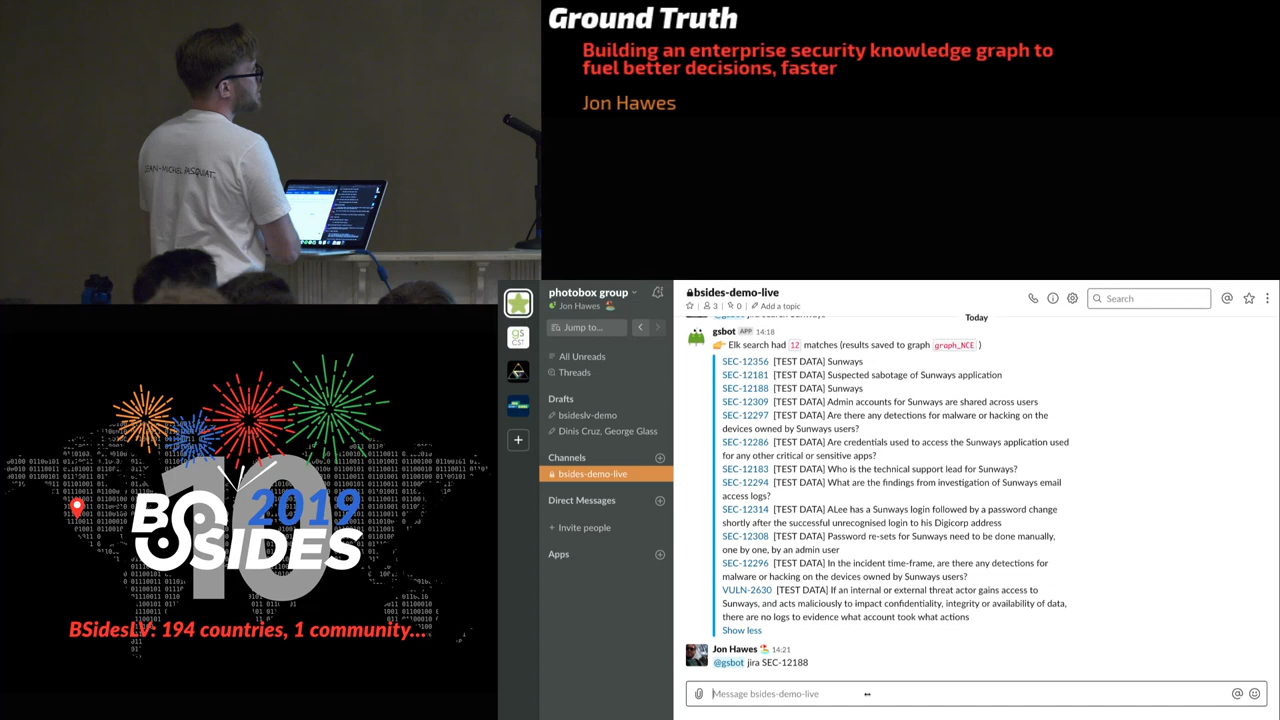 Ground Truth
Building an enterprise security knowledge graph to
fuel better decisions, faster
Jon Hawes
JEAN-MICHEL BASQUIAT
10
2019
BSIDES
BSidesLV: 194 countries, 1 community...
gs
CST
+
photobox group
Jon Hawes
Jump to...
All Unreads
Threads
Drafts
bsideslv-demo
Dinis Cruz, George Glass
Channels
bsides-demo-live
Direct Messages
+ Invite people
Apps
bsides-demo-live
3 | 0 | Add a topic
Search
Today
gsbot APP 14:18
Elk search had 12 matches (results saved to graph graph_NCE )
SEC-12356 [TEST DATA] Sunways
SEC-12181 [TEST DATA] Suspected sabotage of Sunways application
SEC-12188 [TEST DATA] Sunways
SEC-12309 [TEST DATA] Admin accounts for Sunways are shared across users
SEC-12297 [TEST DATA] Are there any detections for malware or hacking on the
devices owned by Sunways users?
SEC-12286 [TEST DATA] Are credentials used to access the Sunways application used
for any other critical or sensitive apps?
SEC-12183 [TEST DATA] Who is the technical support lead for Sunways?
SEC-12294 [TEST DATA] What are the findings from investigation of Sunways email
access logs?
SEC-12314 [TEST DATA] ALee has a Sunways login followed by a password change
shortly after the successful unrecognised login to his Digicorp address
SEC-12308 [TEST DATA] Password re-sets for Sunways need to be done manually,
one by one, by an admin user
SEC-12296 [TEST DATA] In the incident time-frame, are there any detections for
malware or hacking on the devices owned by Sunways users?
VULN-2630 [TEST DATA] If an internal or external threat actor gains access to
Sunways, and acts maliciously to impact confidentiality, integrity or availability of data,
there are no logs to evidence what account took what actions
Show less
Jon Hawes 14:21
@gsbot jira SEC-12188
Message bsides-demo-live